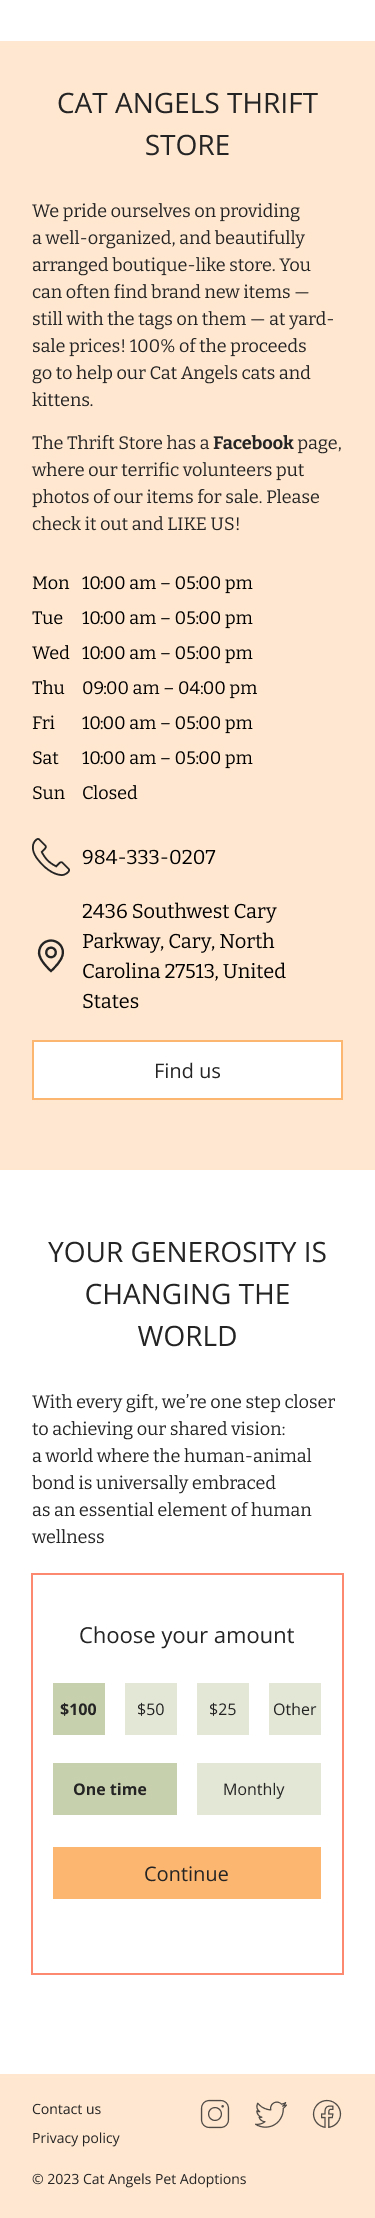 CAT ANGELS THRIFT
STORE
We pride ourselves on providing
a well-organized, and beautifully
arranged boutique-like store. You
can often find brand new items —
still with the tags on them — at yard-
sale prices! 100% of the proceeds
go to help our Cat Angels cats and
kittens.
The Thrift Store has a Facebook page,
where our terrific volunteers put
photos of our items for sale. Please
check it out and LIKE US!
Mon 10:00 am – 05:00 pm
Tue 10:00 am – 05:00 pm
Wed 10:00 am – 05:00 pm
Thu 09:00 am – 04:00 pm
Fri 10:00 am – 05:00 pm
Sat 10:00 am – 05:00 pm
Sun Closed
984-333-0207
2436 Southwest Cary
Parkway, Cary, North
Carolina 27513, United
States
Find us
YOUR GENEROSITY IS
CHANGING THE
WORLD
With every gift, we’re one step closer
to achieving our shared vision:
a world where the human-animal
bond is universally embraced
as an essential element of human
wellness
Choose your amount
$100 $50 $25 Other
One time Monthly
Continue
Contact us
Privacy policy
© 2023 Cat Angels Pet Adoptions